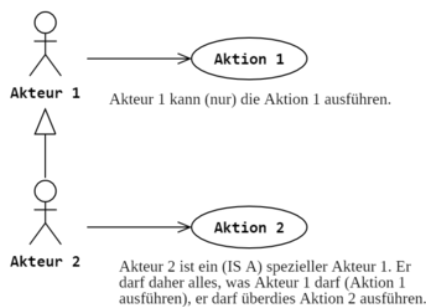 Aktion 1
Akteur 1
Akteur 1 kann (nur) die Aktion 1 ausführen.
Aktion 2
Akteur 2
Akteur 2 ist ein (IS A) spezieller Akteur 1. Er
darf daher alles, was Akteur 1 darf (Aktion 1
ausführen), er darf überdies Aktion 2 ausführen.